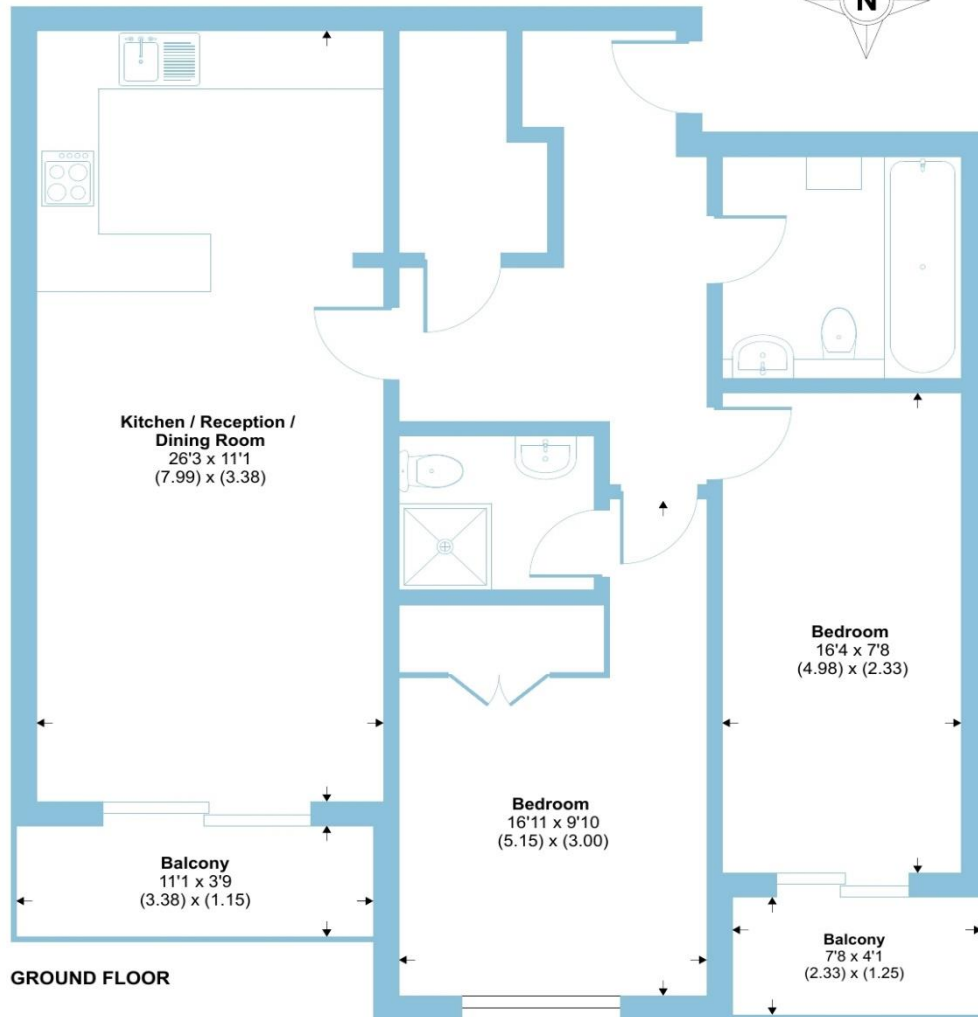 N
Kitchen / Reception /
Dining Room
26'3 x 11'1
(7.99) x (3.38)
Bedroom
16'4 x 7'8
(4.98) x (2.33)
Bedroom
16'11 x 9'10
(5.15) x (3.00)
Balcony
11'1 x 3'9
(3.38) x (1.15)
Balcony
7'8 x 4'1
(2.33) x (1.25)
GROUND FLOOR